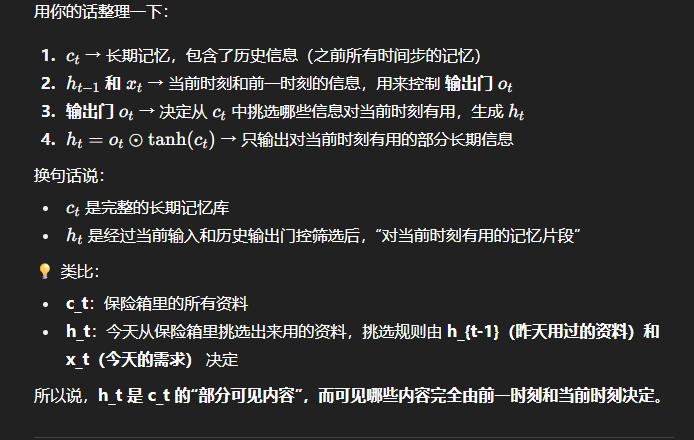 用你的话整理一下：
1. c_t → 长期记忆，包含了历史信息（之前所有时间步的记忆）
2. h_{t−1} 和 x_t → 当前时刻和前一时刻的信息，用来控制 输出门 o_t
3. 输出门 o_t → 决定从 c_t 中挑选哪些信息对当前时刻有用，生成 h_t
4. h_t = o_t ⊙ tanh(c_t) → 只输出对当前时刻有用的部分长期信息
换句话说：
• c_t 是完整的长期记忆库
• h_t 是经过当前输入和历史输出门控筛选后，“对当前时刻有用的记忆片段”
💡 类比：
• c_t：保险箱里的所有资料
• h_t：今天从保险箱里挑选出来用的资料，挑选规则由 h_{t-1}（昨天用过的资料）和
x_t（今天的需求） 决定
所以说，h_t 是 c_t 的“部分可见内容”，而可见哪些内容完全由前一时刻和当前时刻决定。